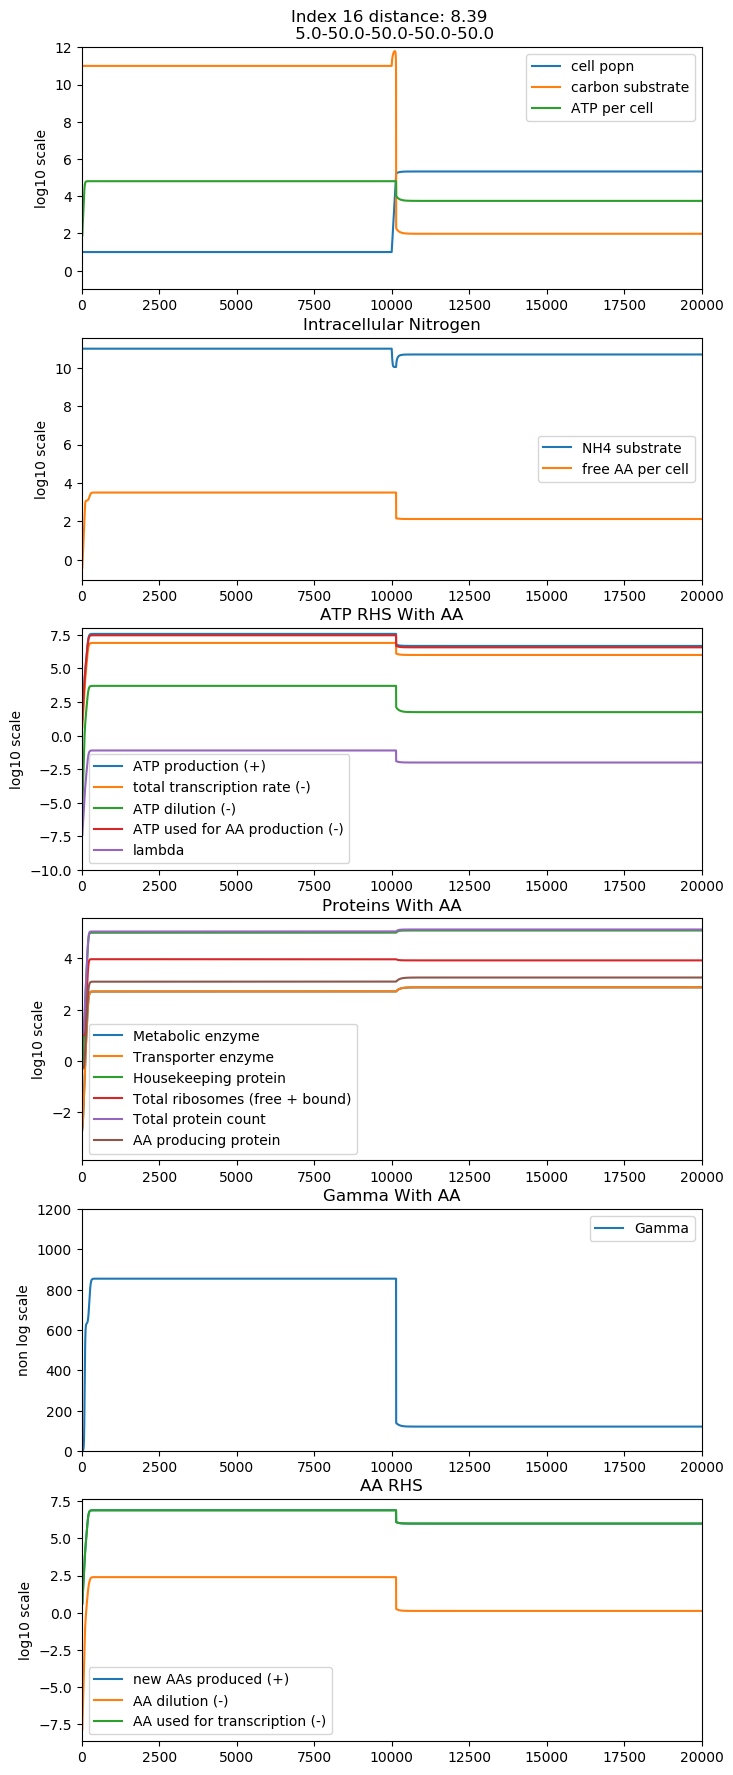 Index 16 distance: 8.39
5.0-50.0-50.0-50.0-50.0
12
10
8
6
4
2
0
log10 scale
cell popn
carbon substrate
ATP per cell
0 2500 5000 7500 10000 12500 15000 17500 20000
Intracellular Nitrogen
10
8
6
4
2
0
log10 scale
NH4 substrate
free AA per cell
0 2500 5000 7500 10000 12500 15000 17500 20000
ATP RHS With AA
7.5
5.0
2.5
0.0
−2.5
−5.0
−7.5
−10.0
log10 scale
ATP production (+)
total transcription rate (-)
ATP dilution (-)
ATP used for AA production (-)
lambda
0 2500 5000 7500 10000 12500 15000 17500 20000
Proteins With AA
4
2
0
−2
log10 scale
Metabolic enzyme
Transporter enzyme
Housekeeping protein
Total ribosomes (free + bound)
Total protein count
AA producing protein
0 2500 5000 7500 10000 12500 15000 17500 20000
Gamma With AA
1200
1000
800
600
400
200
0
non log scale
Gamma
0 2500 5000 7500 10000 12500 15000 17500 20000
AA RHS
7.5
5.0
2.5
0.0
−2.5
−5.0
−7.5
log10 scale
new AAs produced (+)
AA dilution (-)
AA used for transcription (-)
0 2500 5000 7500 10000 12500 15000 17500 20000